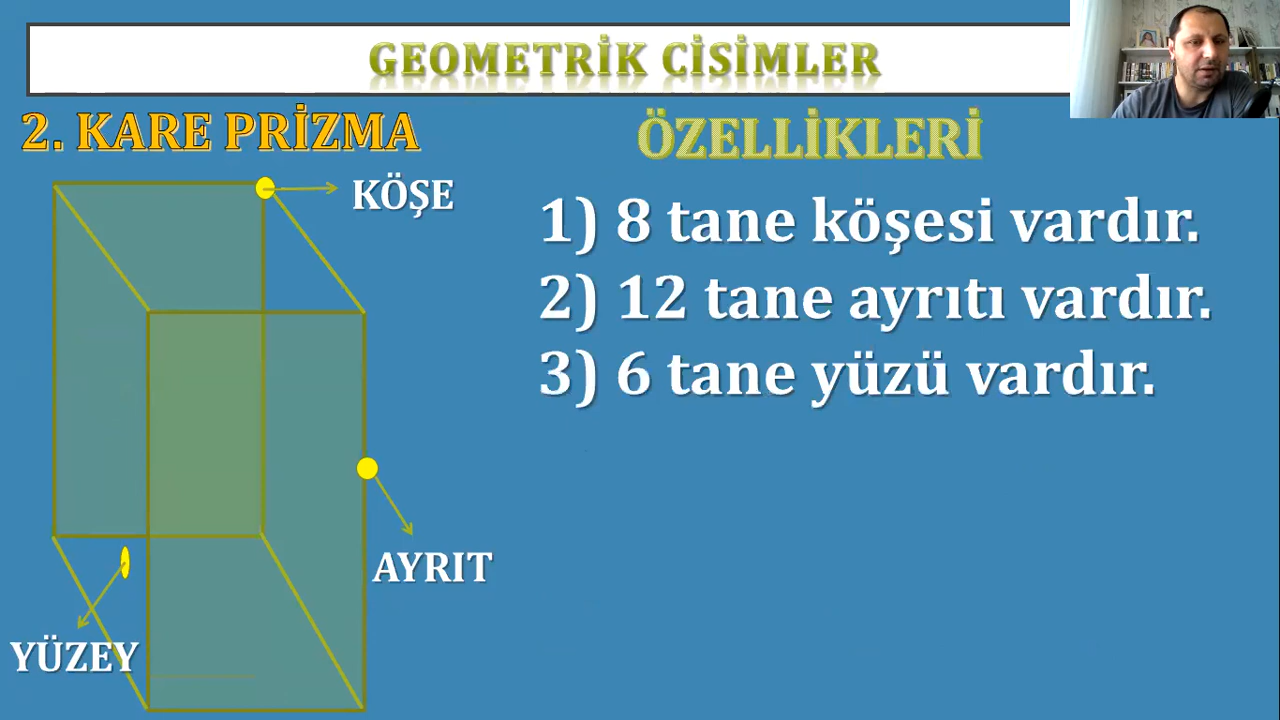 GEOMETRİK CİSİMLER
2. KARE PRİZMA
ÖZELLİKLERİ
KÖŞE
1) 8 tane köşesi vardır.
2) 12 tane ayrıtı vardır.
3) 6 tane yüzü vardır.
AYRIT
YÜZEY